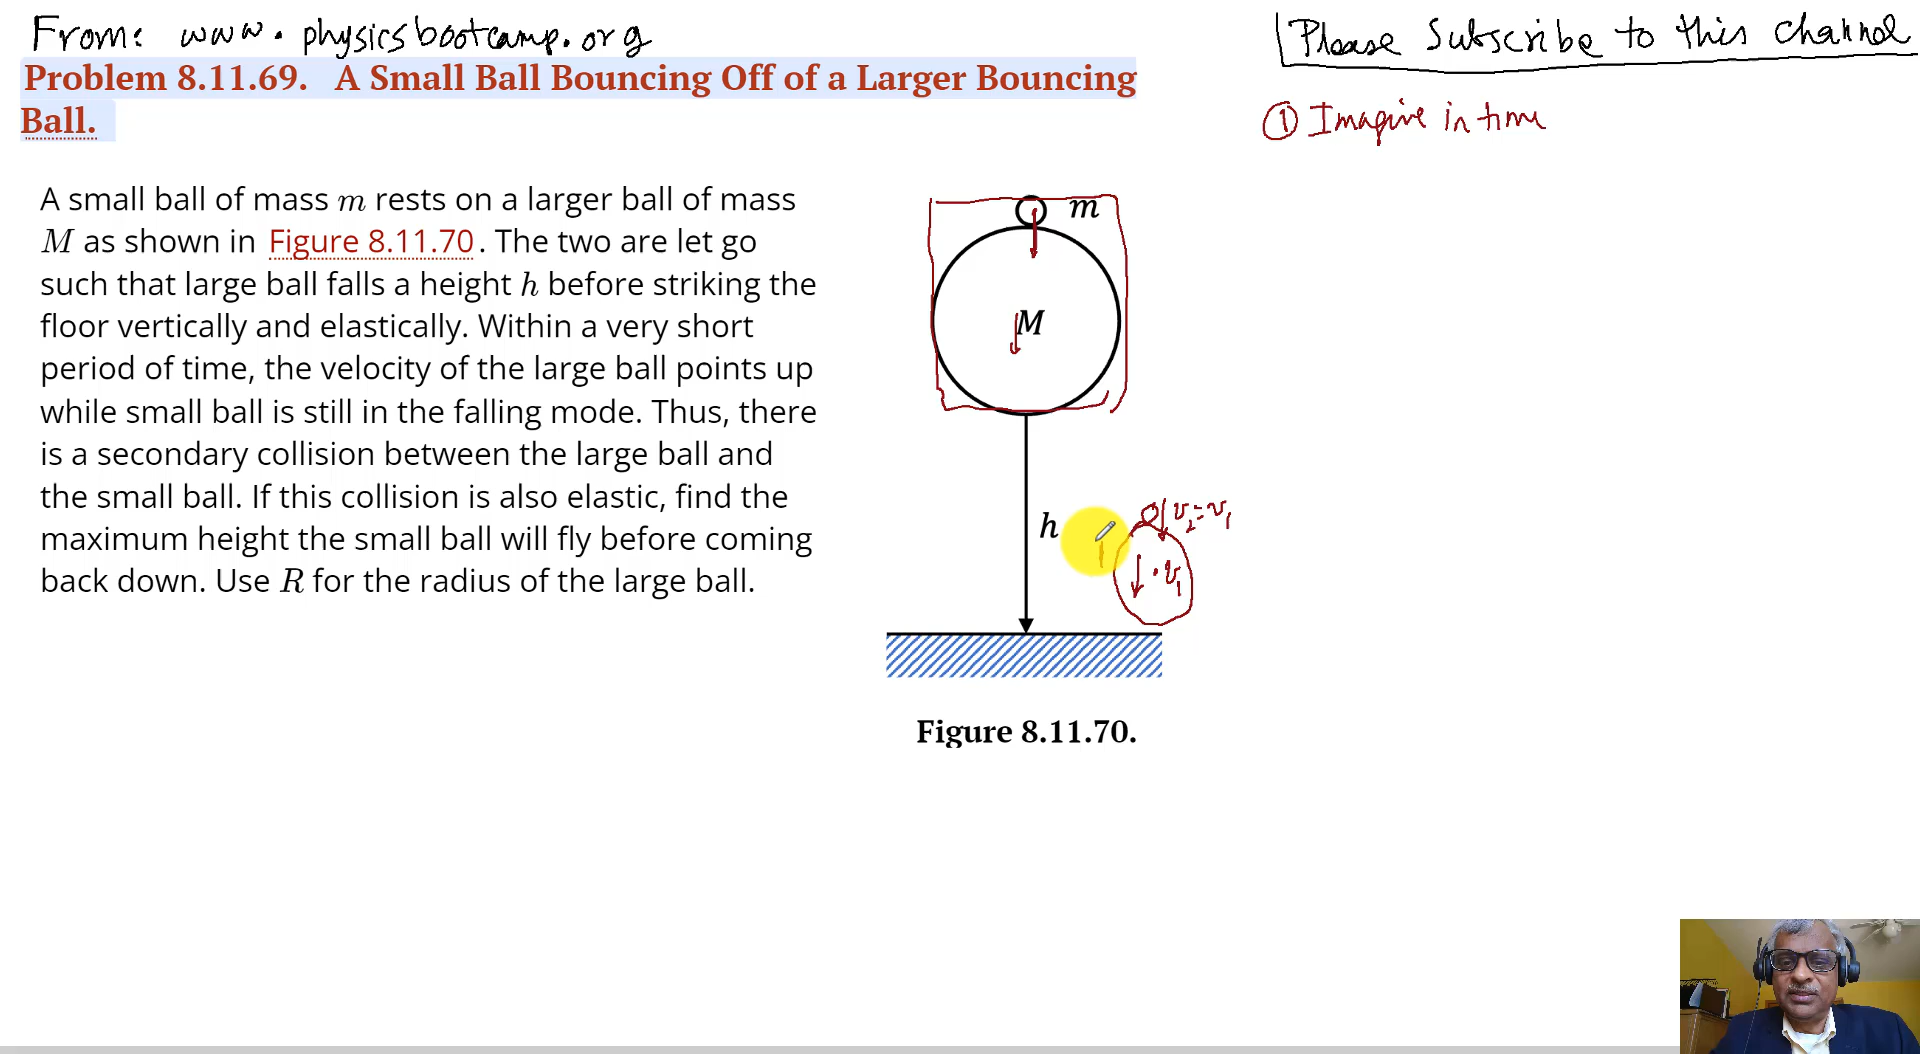 From: www.physicsbootcamp.org
Please Subscribe to this channel
Problem 8.11.69. A Small Ball Bouncing Off of a Larger Bouncing
Ball.
① Imagine in time
A small ball of mass m rests on a larger ball of mass
M as shown in Figure 8.11.70. The two are let go
such that large ball falls a height h before striking the
floor vertically and elastically. Within a very short
period of time, the velocity of the large ball points up
while small ball is still in the falling mode. Thus, there
is a secondary collision between the large ball and
the small ball. If this collision is also elastic, find the
maximum height the small ball will fly before coming
back down. Use R for the radius of the large ball.
m
M
h
v₂=v₁
v₁
Figure 8.11.70.